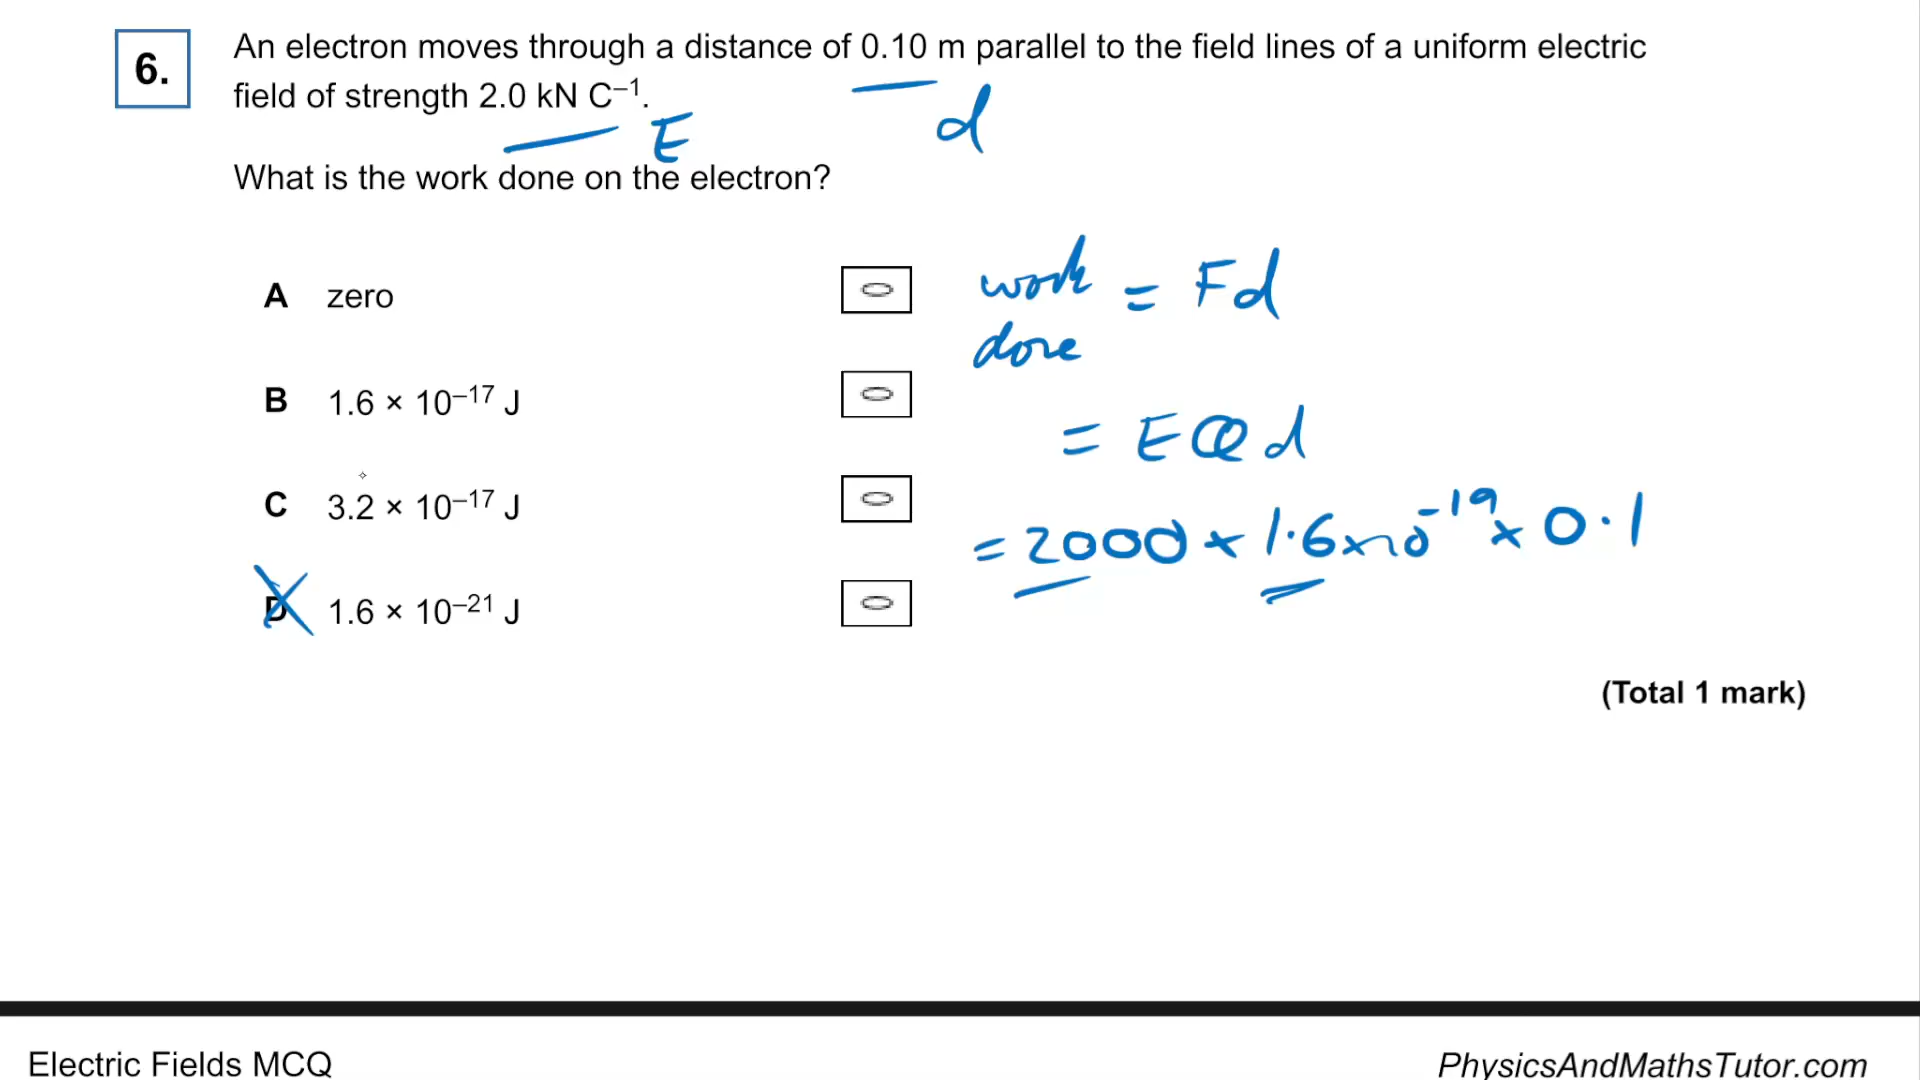 6. An electron moves through a distance of 0.10 m parallel to the field lines of a uniform electric
field of strength 2.0 kN C⁻¹.
E
d
What is the work done on the electron?
A zero
B 1.6 × 10⁻¹⁷ J
C 3.2 × 10⁻¹⁷ J
D 1.6 × 10⁻²¹ J
work done = Fd
= EQd
= 2000 × 1.6×10⁻¹⁹ × 0.1
(Total 1 mark)
Electric Fields MCQ
PhysicsAndMathsTutor.com